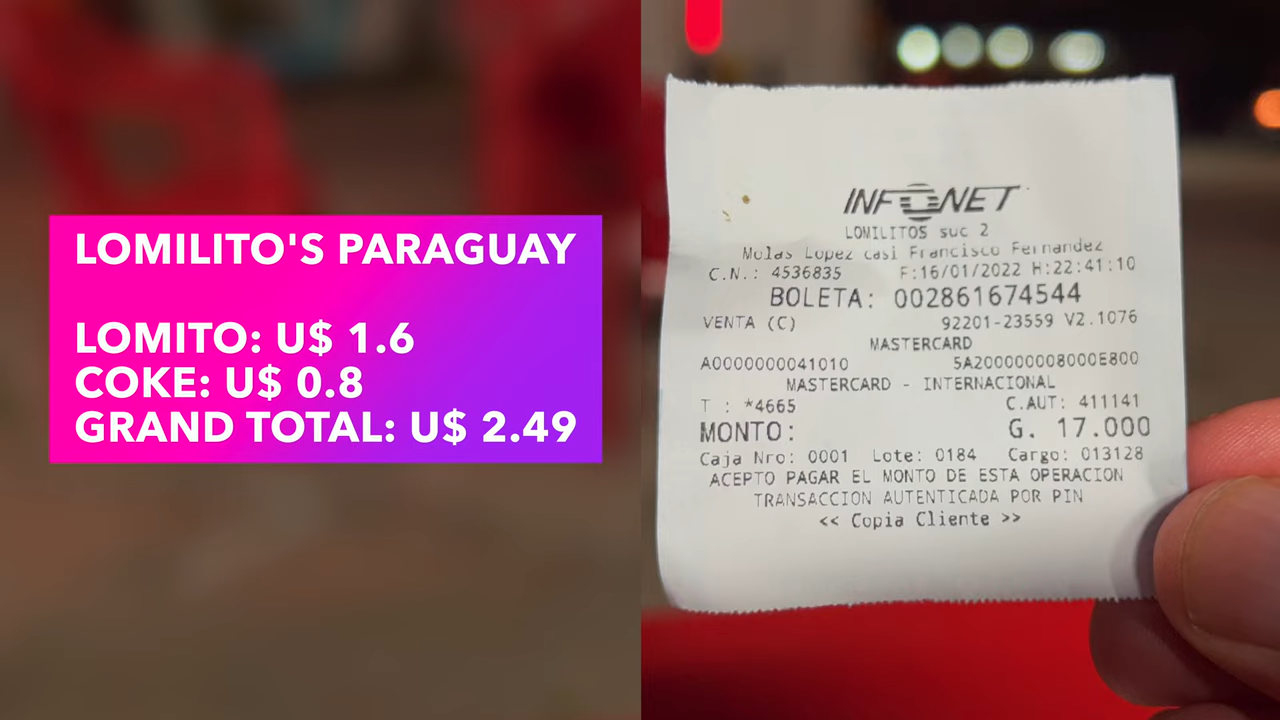 LOMILITO'S PARAGUAY
LOMITO: U$ 1.6
COKE: U$ 0.8
GRAND TOTAL: U$ 2.49
INFONET
LOMILITOS suc 2
Molas Lopez casi Francisco Fernandez
C.N.: 4536835 F:16/01/2022 H:22:41:10
BOLETA: 002861674544
VENTA (C) 92201-23559 V2.1076
MASTERCARD
A0000000041010 5A200000008000E800
MASTERCARD - INTERNACIONAL
T : *4665 C.AUT: 411141
MONTO: G. 17.000
Caja Nro: 0001 Lote: 0184 Cargo: 013128
ACEPTO PAGAR EL MONTO DE ESTA OPERACION
TRANSACCION AUTENTICADA POR PIN
<< Copia Cliente >>